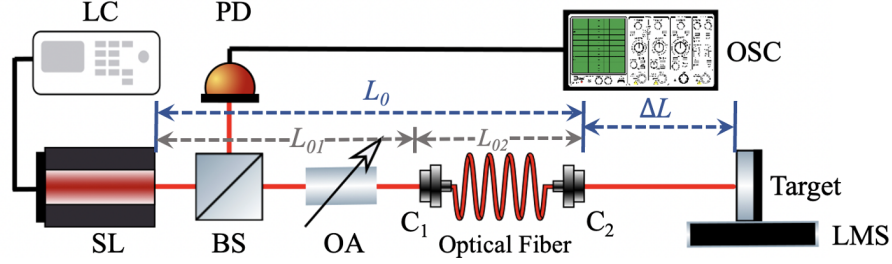 LC
PD
OSC
L₀
ΔL
L₀₁
L₀₂
Target
C₁
C₂
SL
BS
OA
Optical Fiber
LMS